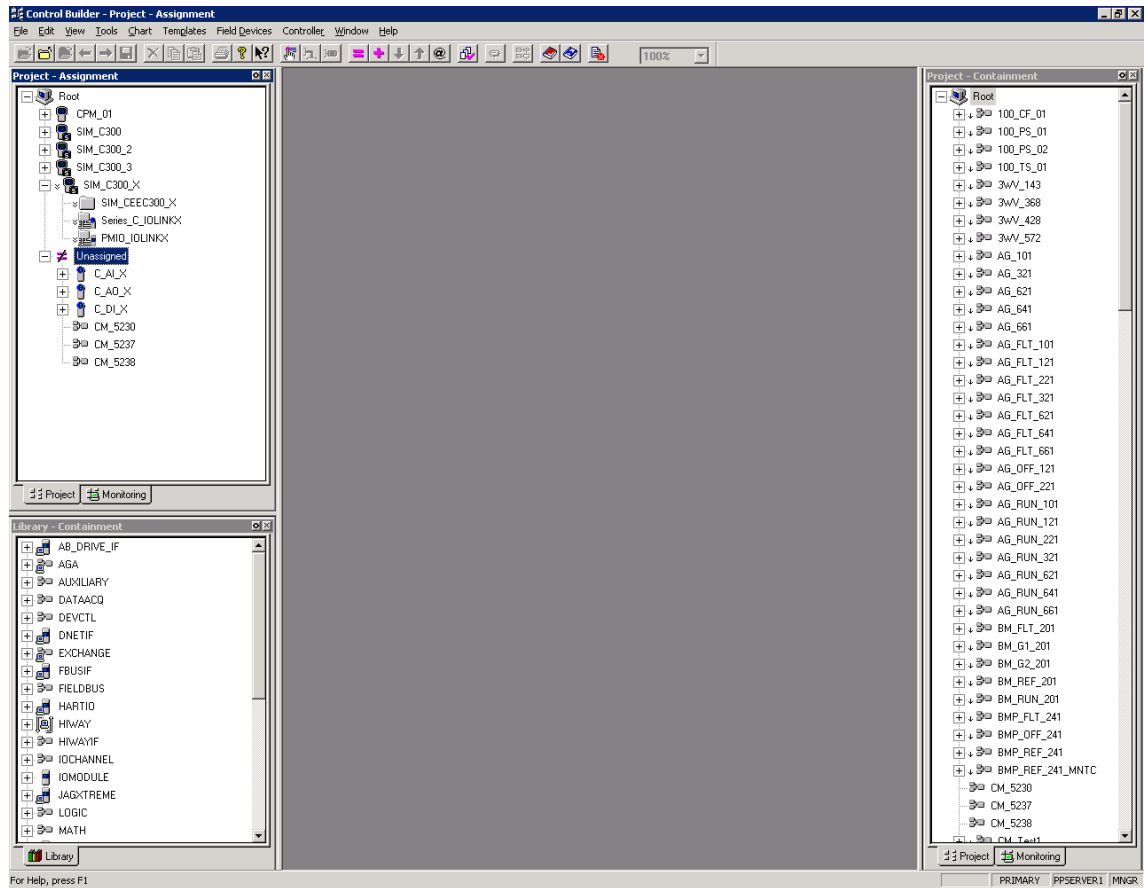 Control Builder - Project - Assignment
File Edit View Tools Chart Templates Field Devices Controller Window Help
100%
Project - Assignment
Root
CPM_01
SIM_C300
SIM_C300_2
SIM_C300_3
SIM_C300_X
SIM_CEEC300_X
Series_C_IOLINKX
PMIO_IOLINKX
Unassigned
C_AI_X
C_AO_X
C_DI_X
CM_5230
CM_5237
CM_5238
Project Monitoring
Library - Containment
AB_DRIVE_IF
AGA
AUXILIARY
DATAACQ
DEVCTL
DNETIF
EXCHANGE
FBUSIF
FIELDBUS
HARTIO
HIWAY
HIWAYIF
IOCHANNEL
IOMODULE
JAGXTREME
LOGIC
MATH
Library
Project - Containment
Root
100_CF_01
100_PS_01
100_PS_02
100_TS_01
3WV_143
3WV_368
3WV_428
3WV_572
AG_101
AG_321
AG_621
AG_641
AG_661
AG_FLT_101
AG_FLT_121
AG_FLT_221
AG_FLT_321
AG_FLT_621
AG_FLT_641
AG_FLT_661
AG_OFF_121
AG_OFF_221
AG_RUN_101
AG_RUN_121
AG_RUN_221
AG_RUN_321
AG_RUN_621
AG_RUN_641
AG_RUN_661
BM_FLT_201
BM_G1_201
BM_G2_201
BM_REF_201
BM_RUN_201
BMP_FLT_241
BMP_OFF_241
BMP_REF_241
BMP_REF_241_MNTC
CM_5230
CM_5237
CM_5238
CM_Test1
Project Monitoring
For Help, press F1
PRIMARY PPSERVER1 MNGR